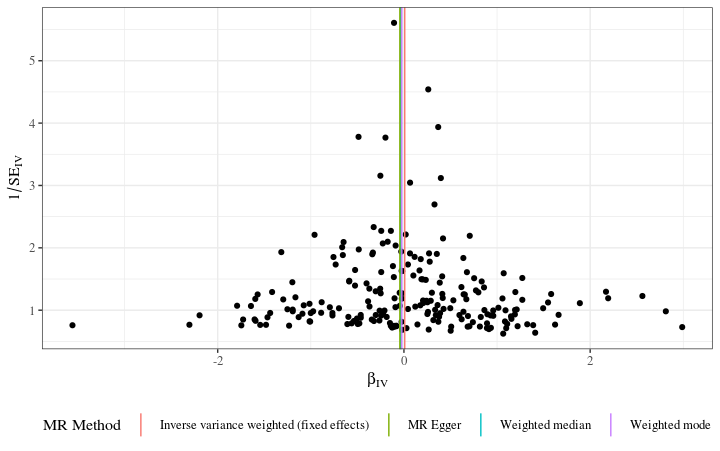 1/SE_IV
5
4
3
2
1
-2 0 2
β_IV
MR Method Inverse variance weighted (fixed effects) MR Egger Weighted median Weighted mode